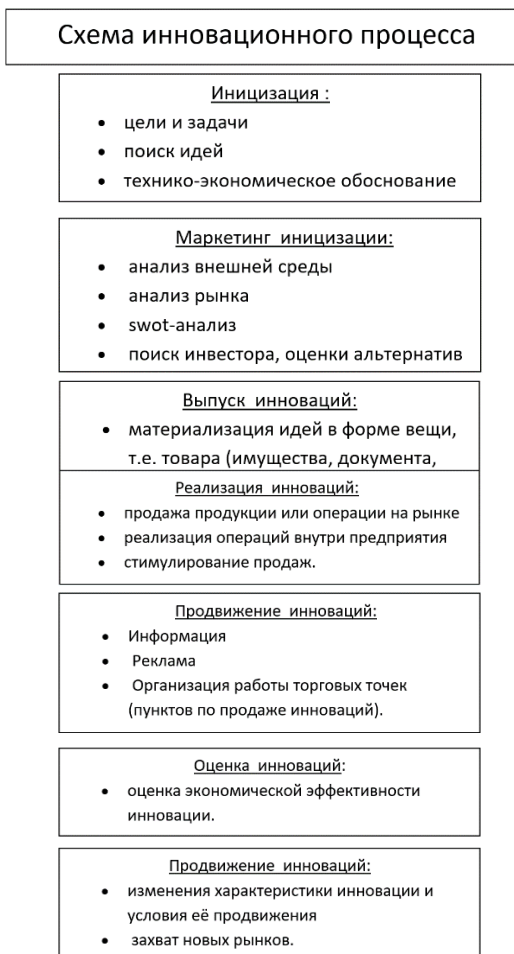 Схема инновационного процесса
Иницизация :
• цели и задачи
• поиск идей
• технико-экономическое обоснование
Маркетинг иницизации:
• анализ внешней среды
• анализ рынка
• swot-анализ
• поиск инвестора, оценки альтернатив
Выпуск инноваций:
• материализация идей в форме вещи,
т.е. товара (имущества, документа,
Реализация инноваций:
• продажа продукции или операции на рынке
• реализация операций внутри предприятия
• стимулирование продаж.
Продвижение инноваций:
• Информация
• Реклама
• Организация работы торговых точек
(пунктов по продаже инноваций).
Оценка инноваций:
• оценка экономической эффективности
инновации.
Продвижение инноваций:
• изменения характеристики инновации и
условия её продвижения
• захват новых рынков.